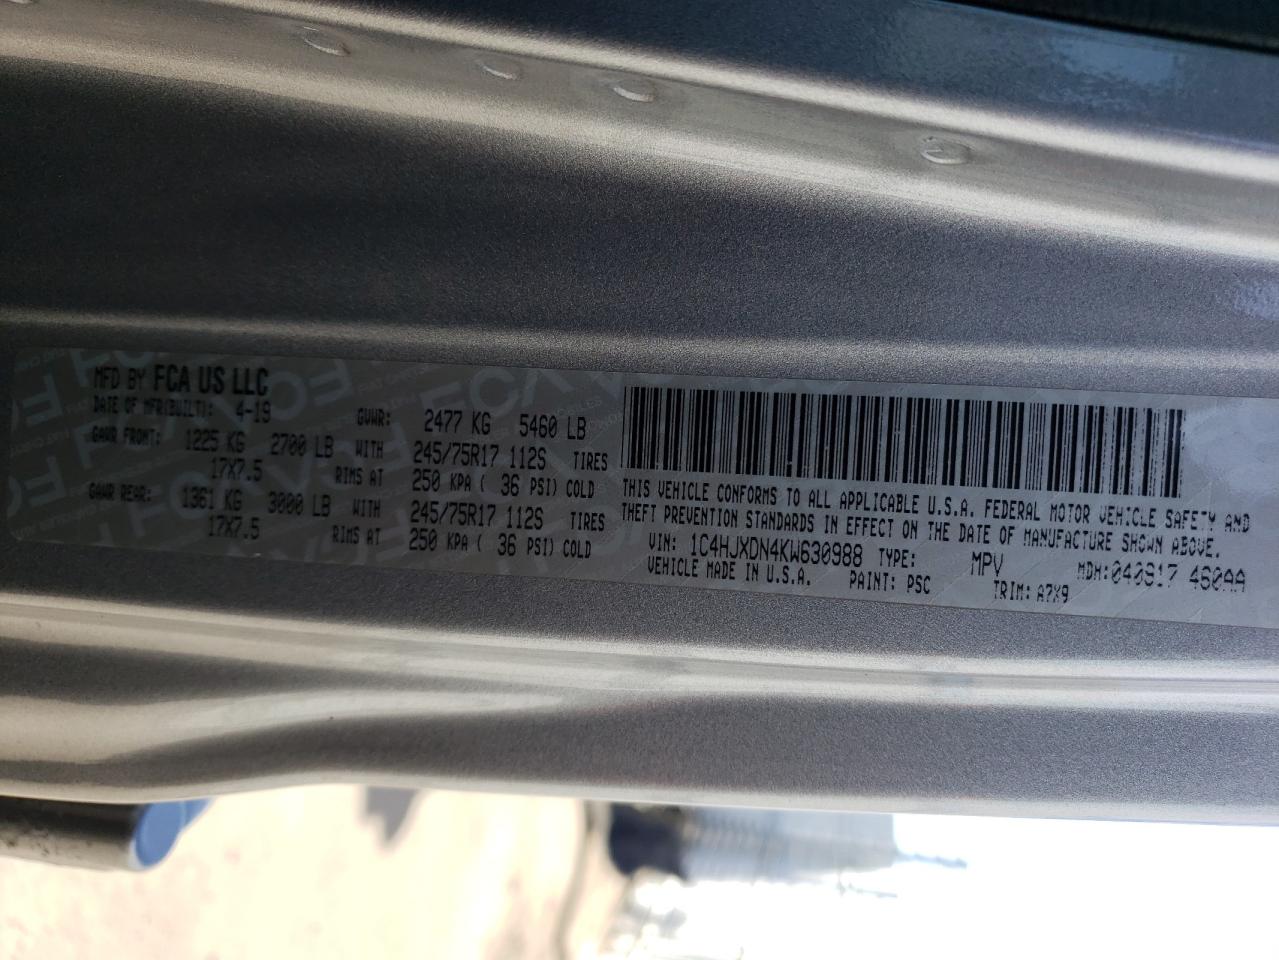 MFD BY FCA US LLC
DATE OF MFR(BUILT): 4-19 GVWR: 2477 KG 5460 LB
GAWR FRONT: 1225 KG 2700 LB WITH 245/75R17 112S TIRES
17X7.5 RIMS AT 250 KPA ( 36 PSI) COLD
GAWR REAR: 1361 KG 3000 LB WITH 245/75R17 112S TIRES
17X7.5 RIMS AT 250 KPA ( 36 PSI) COLD
THIS VEHICLE CONFORMS TO ALL APPLICABLE U.S.A. FEDERAL MOTOR VEHICLE SAFETY AND
THEFT PREVENTION STANDARDS IN EFFECT ON THE DATE OF MANUFACTURE SHOWN ABOVE.
VIN: 1C4HJXDN4KW630988 TYPE: MPV MDH:
VEHICLE MADE IN U.S.A. PAINT: PSC TRIM: A7X9